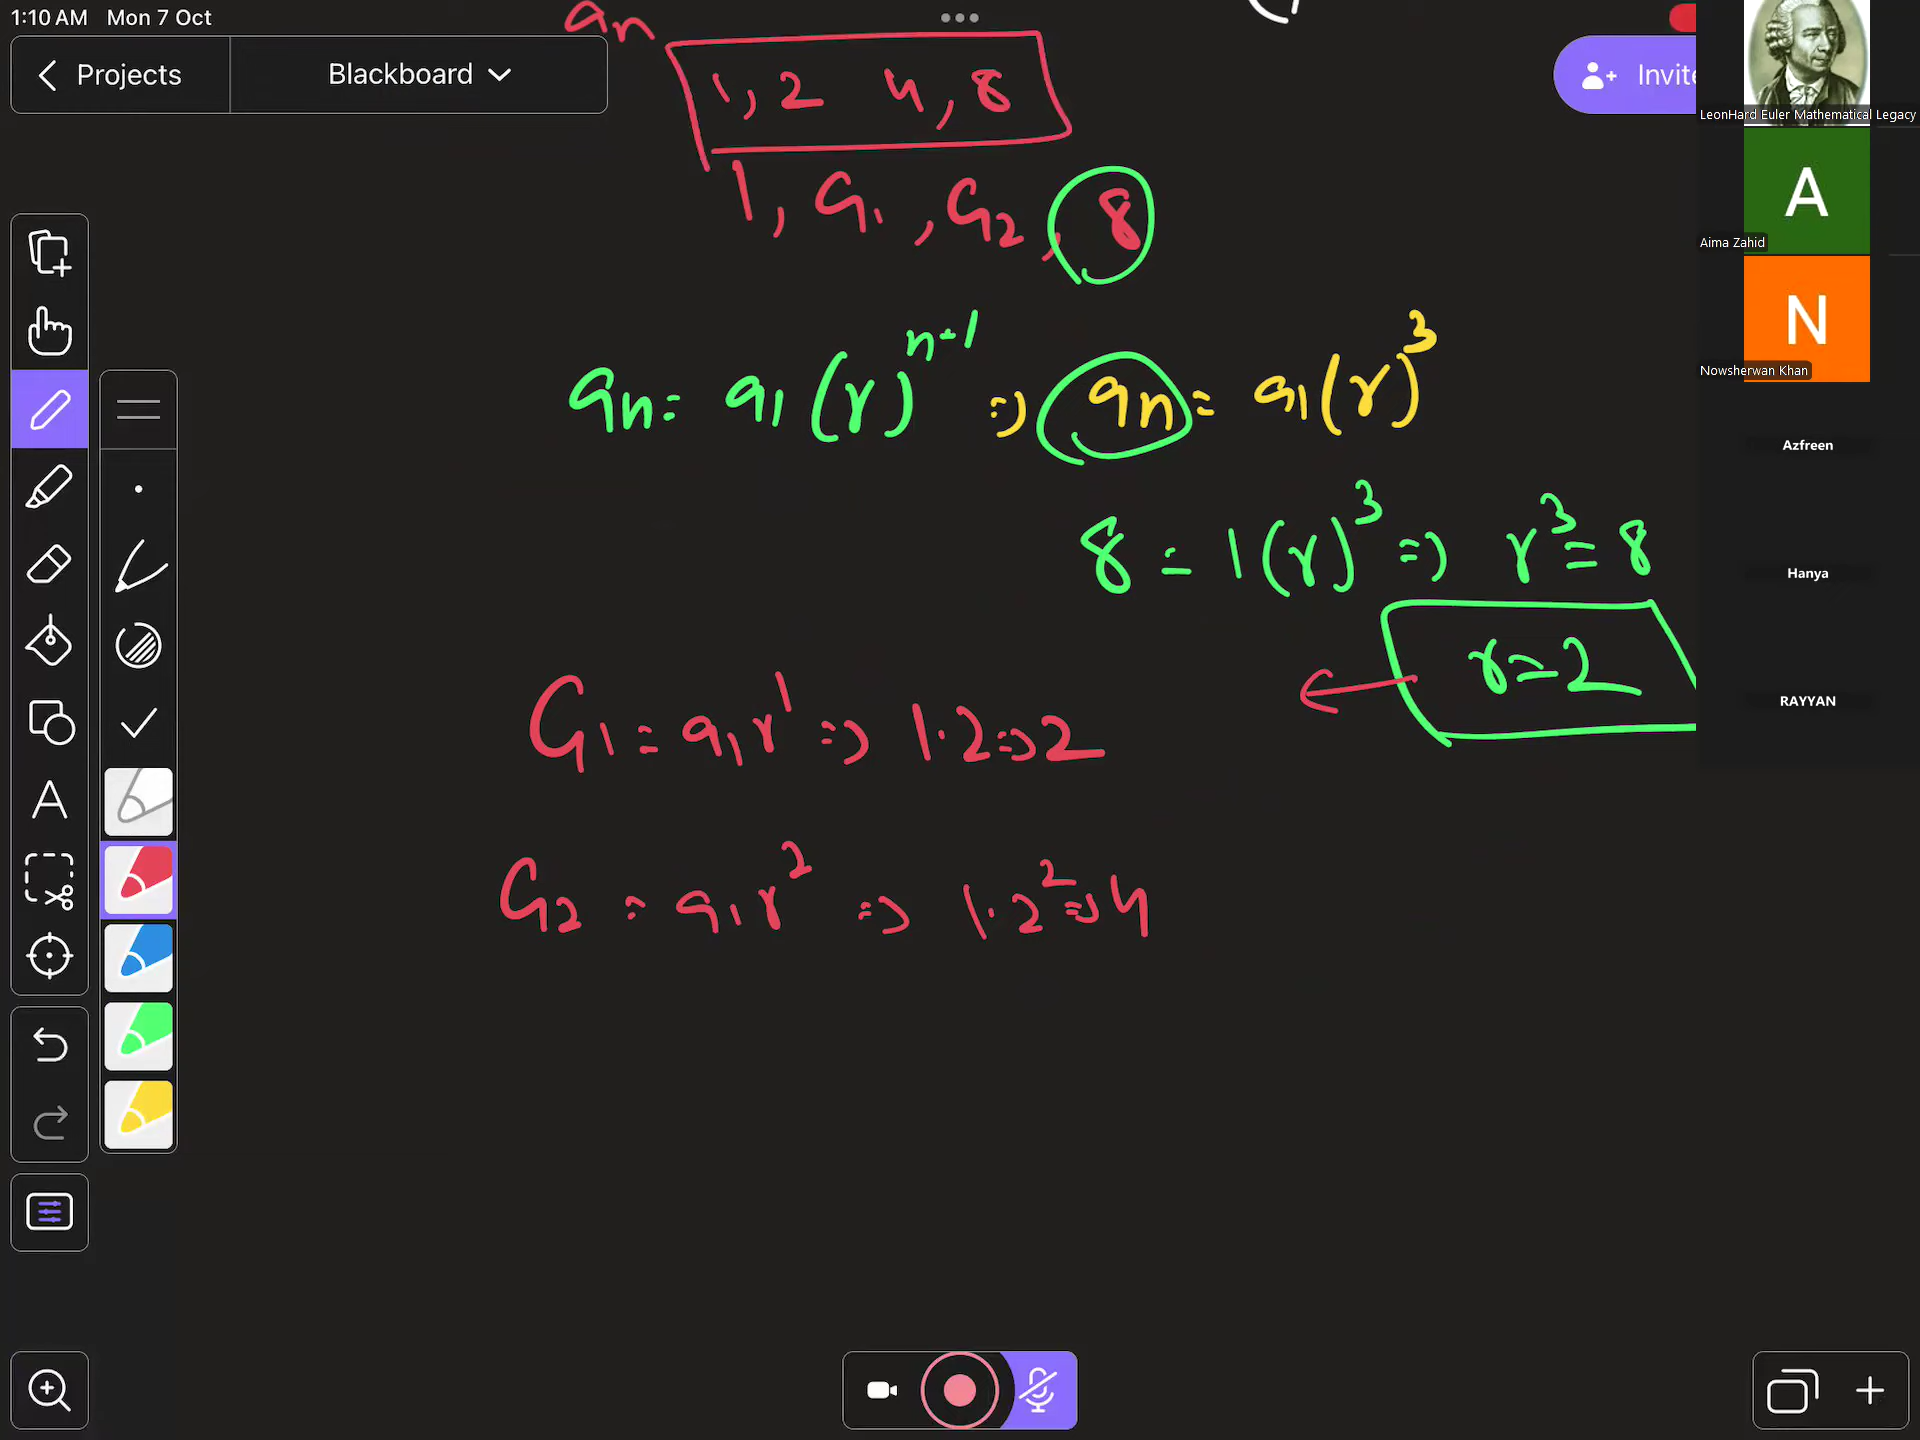 1:10 AM Mon 7 Oct
Projects
Blackboard
Invite
an
1, 2 4, 8
1, G1, G2, 8
an = a1(r)^n-1 => an = a1(r)^3
8 = 1(r)^3 => r^3 = 8
r = 2
G1 = a1r^1 => 1.2 => 2
G2 = a1r^2 => 1.2^2 => 4
A
LeonHard Euler Mathematical Legacy
A
Aima Zahid
N
Nowsherwan Khan
Azfreen
Hanya
RAYYAN